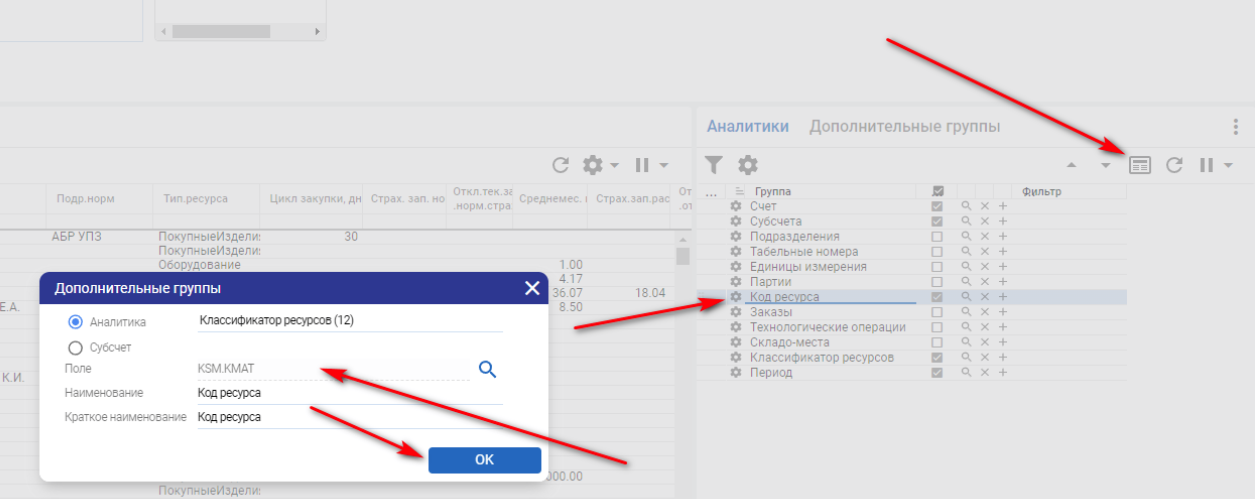 Аналитики Дополнительные группы
Подр.норм Тип.ресурса Цикл закупки, дн Страх. зап. но Откл.тек.за Среднемес. Страх.зап.рас От
.норм.стра .от
... Группа Фильтр
Счет
Субсчета
Подразделения
Табельные номера
Единицы измерения
Партии
Код ресурса
Заказы
Технологические операции
Складо-места
Классификатор ресурсов
Период
АБР УПЗ ПокупныеИздели: 30
ПокупныеИздели:
Оборудование 1.00
4.17
36.07 18.04
Е.А. 8.50
К.И.
Дополнительные группы
Аналитика Классификатор ресурсов (12)
Субсчет
Поле KSM.KMAT
Наименование Код ресурса
Краткое наименование Код ресурса
OK
000.00
ПокупныеИздели: